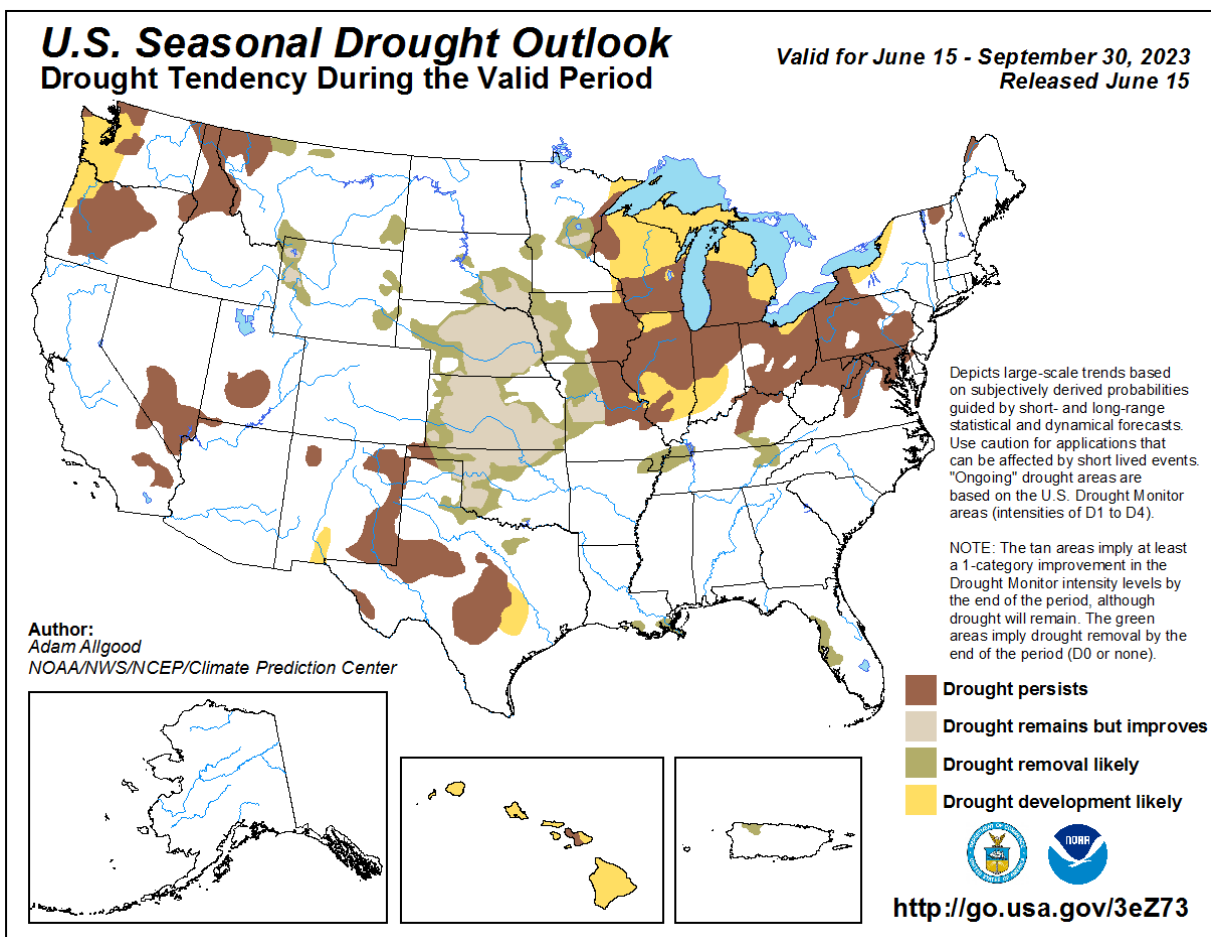 U.S. Seasonal Drought Outlook
Drought Tendency During the Valid Period
Valid for June 15 - September 30, 2023
Released June 15
Depicts large-scale trends based
on subjectively derived probabilities
guided by short- and long-range
statistical and dynamical forecasts.
Use caution for applications that
can be affected by short lived events.
"Ongoing" drought areas are
based on the U.S. Drought Monitor
areas (intensities of D1 to D4).
NOTE: The tan areas imply at least
a 1-category improvement in the
Drought Monitor intensity levels by
the end of the period, although
drought will remain. The green
areas imply drought removal by the
end of the period (D0 or none).
Author:
Adam Allgood
NOAA/NWS/NCEP/Climate Prediction Center
Drought persists
Drought remains but improves
Drought removal likely
Drought development likely
NOAA
http://go.usa.gov/3eZ73